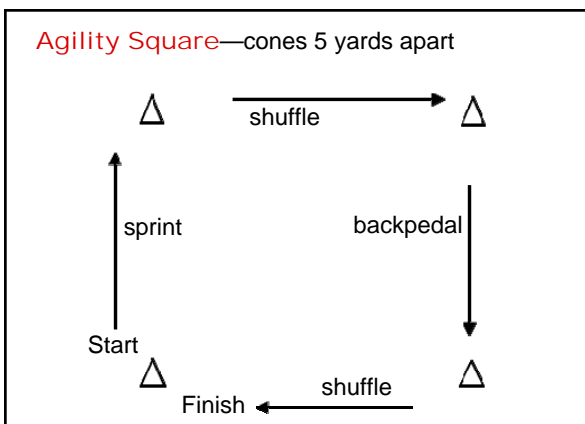 Agility Square—cones 5 yards apart
shuffle
sprint
backpedal
Start
shuffle
Finish